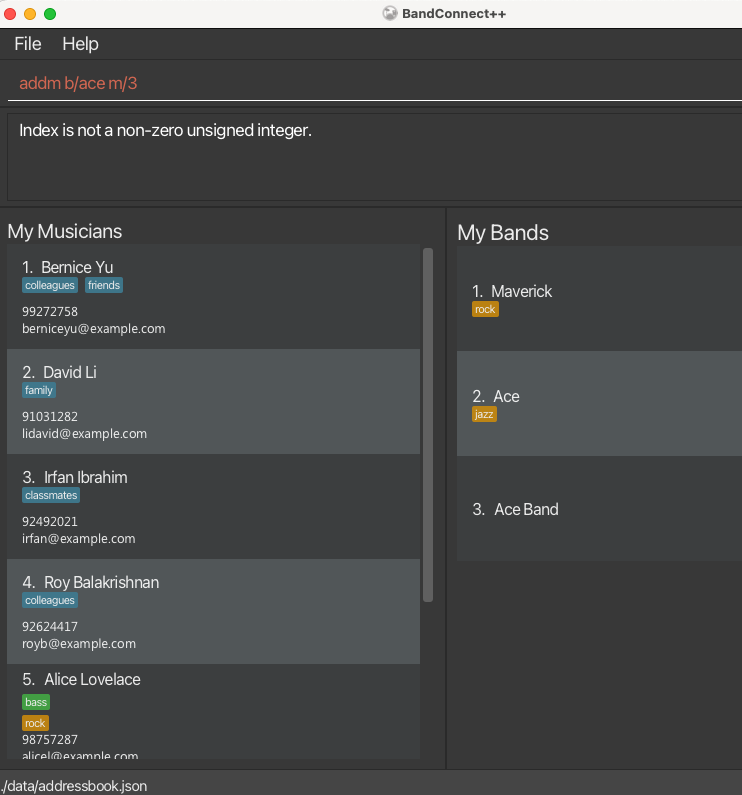 BandConnect++
File Help
addm b/ace m/3
Index is not a non-zero unsigned integer.
My Musicians
1. Bernice Yu
colleagues friends
99272758
berniceyu@example.com
2. David Li
family
91031282
lidavid@example.com
3. Irfan Ibrahim
classmates
92492021
irfan@example.com
4. Roy Balakrishnan
colleagues
92624417
royb@example.com
5. Alice Lovelace
bass
rock
98757287
alicel@example.com
My Bands
1. Maverick
rock
2. Ace
jazz
3. Ace Band
./data/addressbook.json